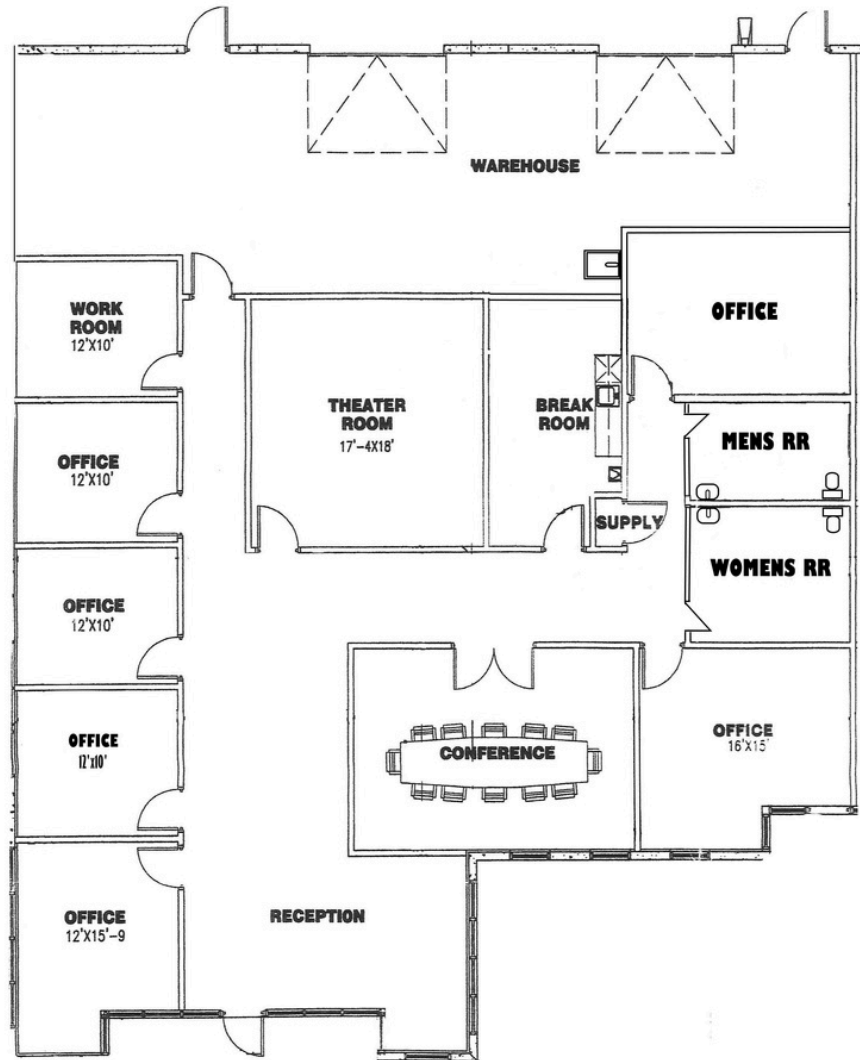 WAREHOUSE
WORK
ROOM
12'X10'
OFFICE
THEATER
ROOM
17'-4X18'
BREAK
ROOM
MENS RR
OFFICE
12'X10'
SUPPLY
WOMENS RR
OFFICE
12'X10'
OFFICE
12'x10'
CONFERENCE
OFFICE
16'X15'
OFFICE
12'X15'-9
RECEPTION